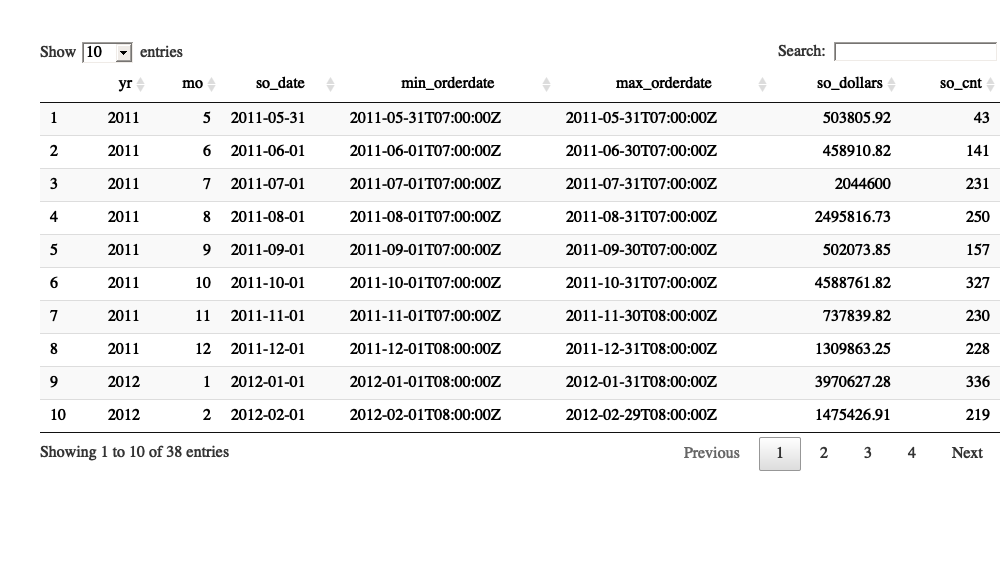 Show 10 entries Search:
yr mo so_date min_orderdate max_orderdate so_dollars so_cnt
1 2011 5 2011-05-31 2011-05-31T07:00:00Z 2011-05-31T07:00:00Z 503805.92 43
2 2011 6 2011-06-01 2011-06-01T07:00:00Z 2011-06-30T07:00:00Z 458910.82 141
3 2011 7 2011-07-01 2011-07-01T07:00:00Z 2011-07-31T07:00:00Z 2044600 231
4 2011 8 2011-08-01 2011-08-01T07:00:00Z 2011-08-31T07:00:00Z 2495816.73 250
5 2011 9 2011-09-01 2011-09-01T07:00:00Z 2011-09-30T07:00:00Z 502073.85 157
6 2011 10 2011-10-01 2011-10-01T07:00:00Z 2011-10-31T07:00:00Z 4588761.82 327
7 2011 11 2011-11-01 2011-11-01T07:00:00Z 2011-11-30T08:00:00Z 737839.82 230
8 2011 12 2011-12-01 2011-12-01T08:00:00Z 2011-12-31T08:00:00Z 1309863.25 228
9 2012 1 2012-01-01 2012-01-01T08:00:00Z 2012-01-31T08:00:00Z 3970627.28 336
10 2012 2 2012-02-01 2012-02-01T08:00:00Z 2012-02-29T08:00:00Z 1475426.91 219
Showing 1 to 10 of 38 entries Previous 1 2 3 4 Next